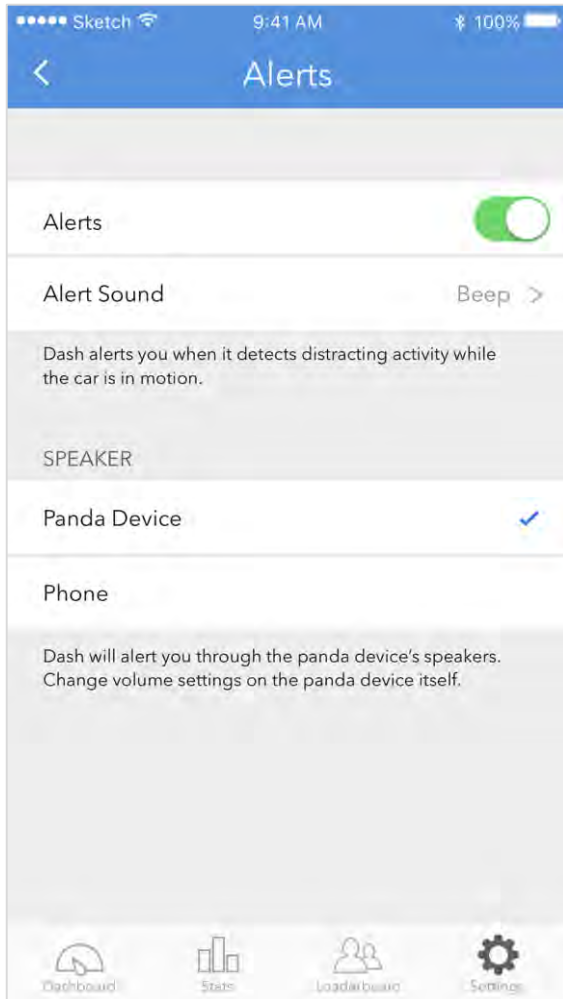 Sketch 9:41 AM 100%
Alerts
Alerts
Alert Sound Beep >
Dash alerts you when it detects distracting activity while
the car is in motion.
SPEAKER
Panda Device
Phone
Dash will alert you through the panda device's speakers.
Change volume settings on the panda device itself.
Dashboard Stats Leaderboard Settings